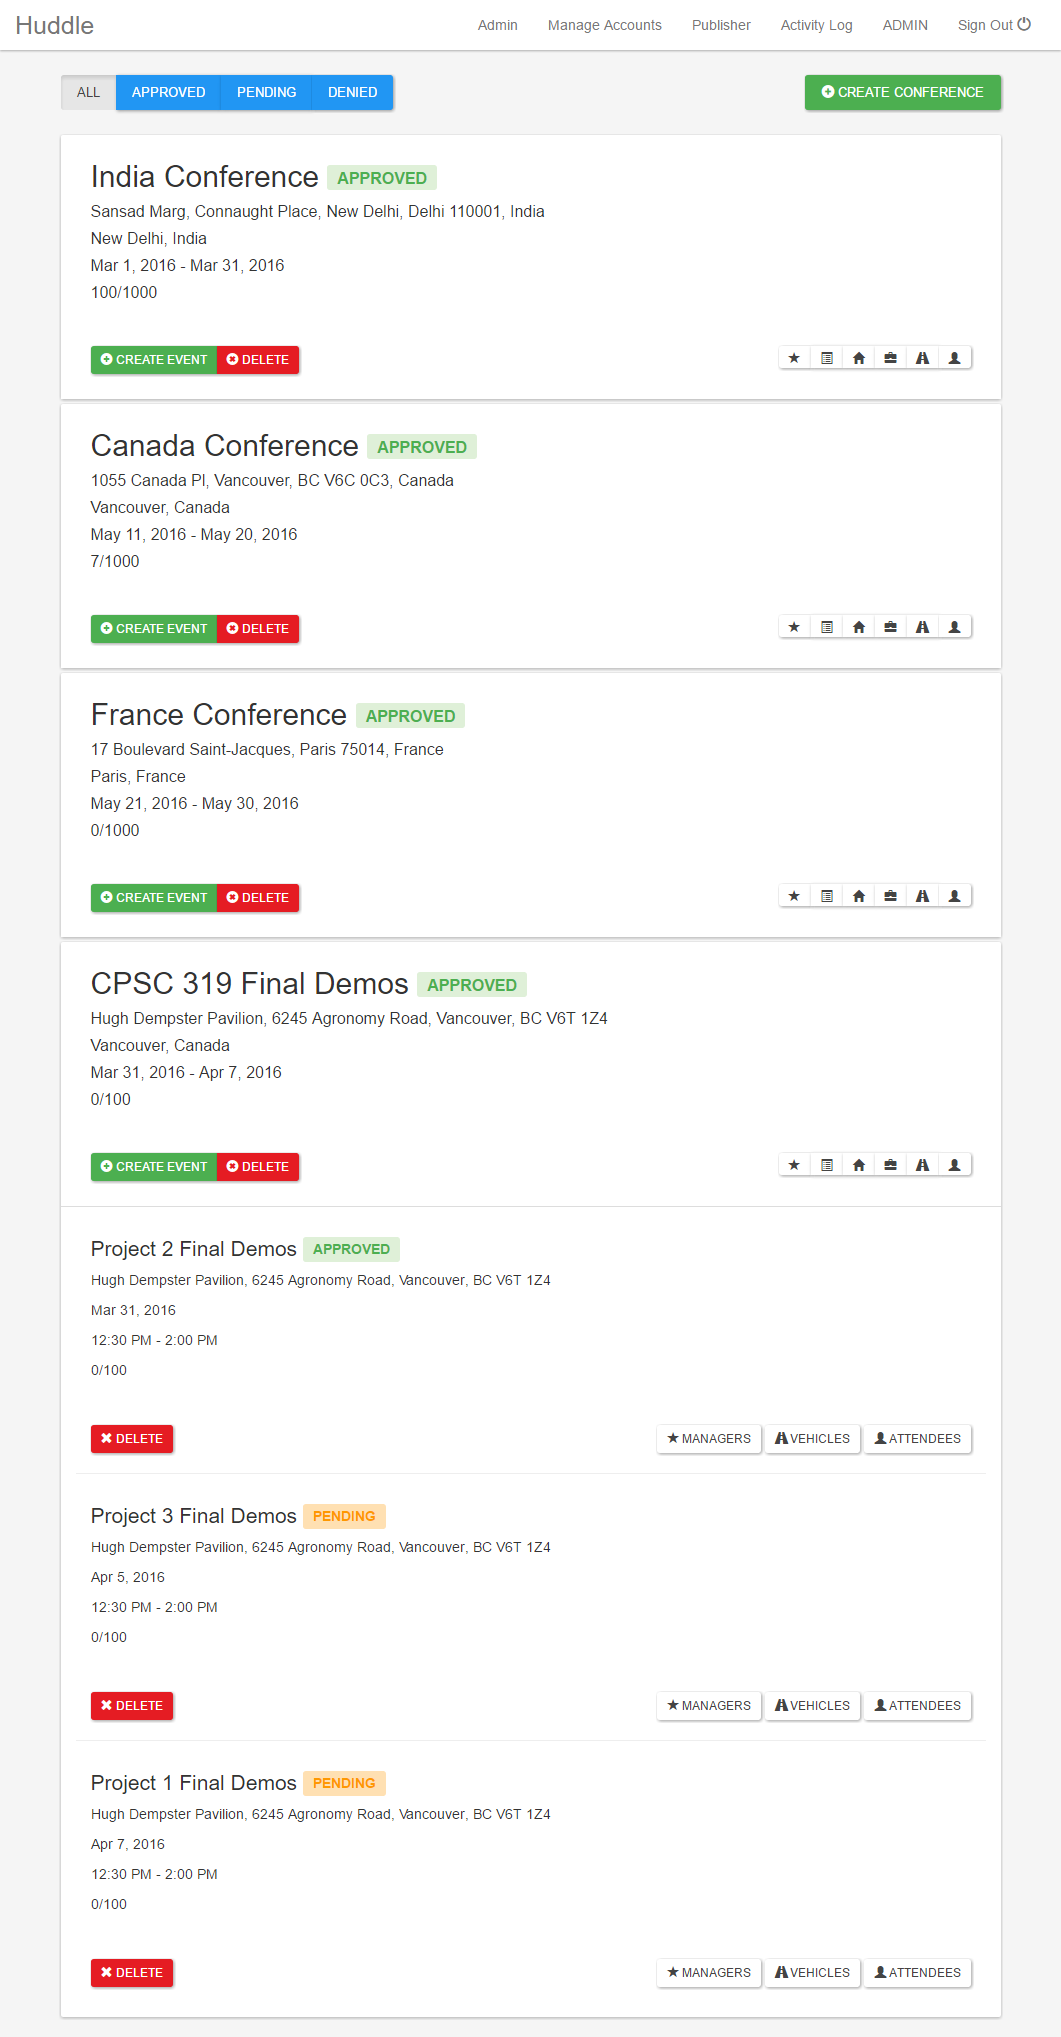 Huddle Admin Manage Accounts Publisher Activity Log ADMIN Sign Out
ALL APPROVED PENDING DENIED CREATE CONFERENCE
India Conference APPROVED
Sansad Marg, Connaught Place, New Delhi, Delhi 110001, India
New Delhi, India
Mar 1, 2016 - Mar 31, 2016
100/1000
CREATE EVENT DELETE
Canada Conference APPROVED
1055 Canada Pl, Vancouver, BC V6C 0C3, Canada
Vancouver, Canada
May 11, 2016 - May 20, 2016
7/1000
CREATE EVENT DELETE
France Conference APPROVED
17 Boulevard Saint-Jacques, Paris 75014, France
Paris, France
May 21, 2016 - May 30, 2016
0/1000
CREATE EVENT DELETE
CPSC 319 Final Demos APPROVED
Hugh Dempster Pavilion, 6245 Agronomy Road, Vancouver, BC V6T 1Z4
Vancouver, Canada
Mar 31, 2016 - Apr 7, 2016
0/100
CREATE EVENT DELETE
Project 2 Final Demos APPROVED
Hugh Dempster Pavilion, 6245 Agronomy Road, Vancouver, BC V6T 1Z4
Mar 31, 2016
12:30 PM - 2:00 PM
0/100
DELETE MANAGERS VEHICLES ATTENDEES
Project 3 Final Demos PENDING
Hugh Dempster Pavilion, 6245 Agronomy Road, Vancouver, BC V6T 1Z4
Apr 5, 2016
12:30 PM - 2:00 PM
0/100
DELETE MANAGERS VEHICLES ATTENDEES
Project 1 Final Demos PENDING
Hugh Dempster Pavilion, 6245 Agronomy Road, Vancouver, BC V6T 1Z4
Apr 7, 2016
12:30 PM - 2:00 PM
0/100
DELETE MANAGERS VEHICLES ATTENDEES